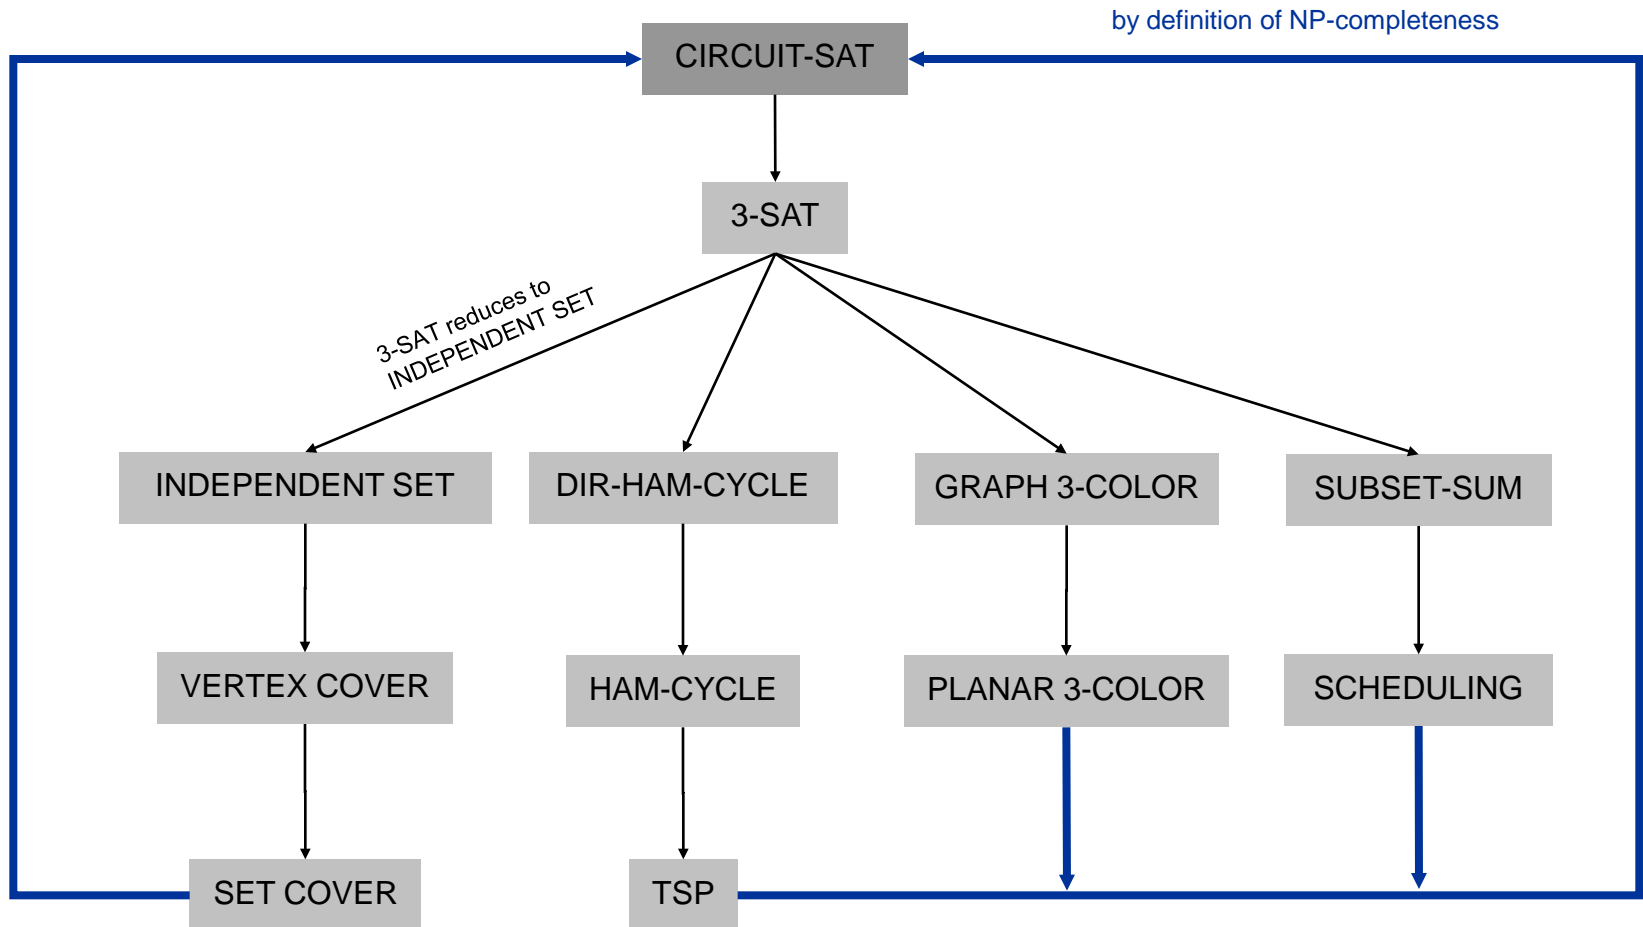 by definition of NP-completeness
CIRCUIT-SAT
3-SAT
3-SAT reduces to
INDEPENDENT SET
INDEPENDENT SET
DIR-HAM-CYCLE
GRAPH 3-COLOR
SUBSET-SUM
VERTEX COVER
HAM-CYCLE
PLANAR 3-COLOR
SCHEDULING
SET COVER
TSP